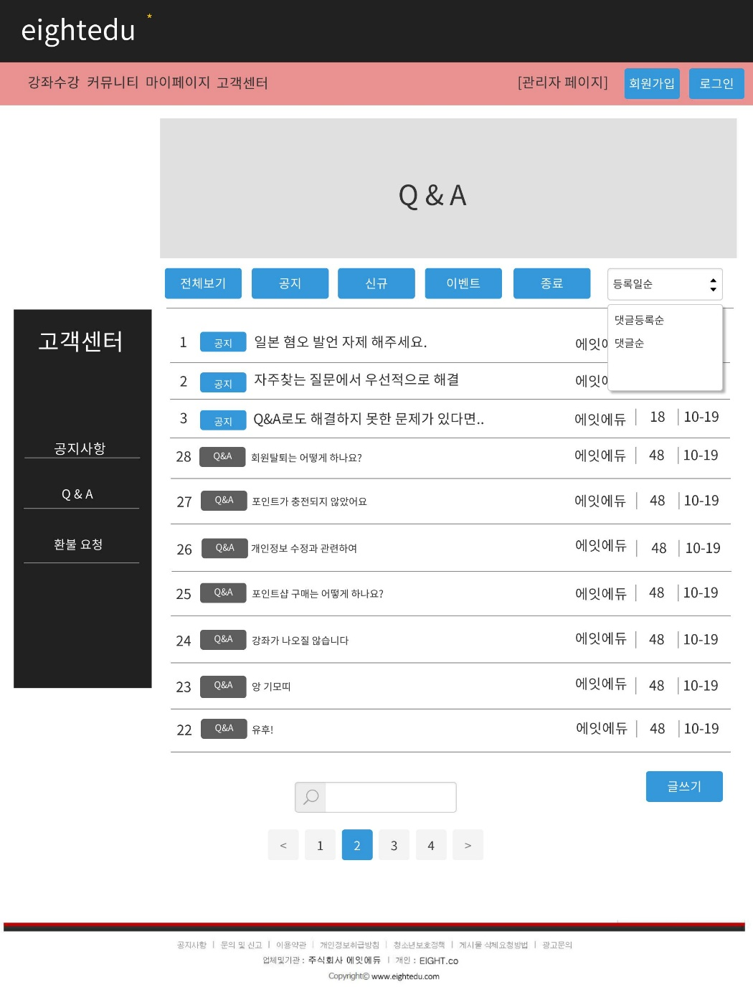 eightedu *
강좌수강 커뮤니티 마이페이지 고객센터 [관리자 페이지] 회원가입 로그인
Q & A
전체보기 공지 신규 이벤트 종료 등록일순
댓글등록순
댓글순
고객센터
공지사항
Q & A
환불 요청
1 공지 일본 혐오 발언 자제 해주세요. 에잇
2 공지 자주찾는 질문에서 우선적으로 해결 에잇
3 공지 Q&A로도 해결하지 못한 문제가 있다면.. 에잇에듀 | 18 | 10-19
28 Q&A 회원탈퇴는 어떻게 하나요? 에잇에듀 | 48 | 10-19
27 Q&A 포인트가 충전되지 않았어요 에잇에듀 | 48 | 10-19
26 Q&A 개인정보 수정과 관련하여 에잇에듀 | 48 | 10-19
25 Q&A 포인트샵 구매는 어떻게 하나요? 에잇에듀 | 48 | 10-19
24 Q&A 강좌가 나오질 않습니다 에잇에듀 | 48 | 10-19
23 Q&A 앙 기모띠 에잇에듀 | 48 | 10-19
22 Q&A 유후! 에잇에듀 | 48 | 10-19
글쓰기
< 1 2 3 4 >
공지사항 | 문의 및 신고 | 이용약관 | 개인정보취급방침 | 청소년보호정책 | 게시물 삭제요청방법 | 광고문의
업체및기관 : 주식회사 에잇에듀 | 개인 : EIGHT.co
Copyright© www.eightedu.com